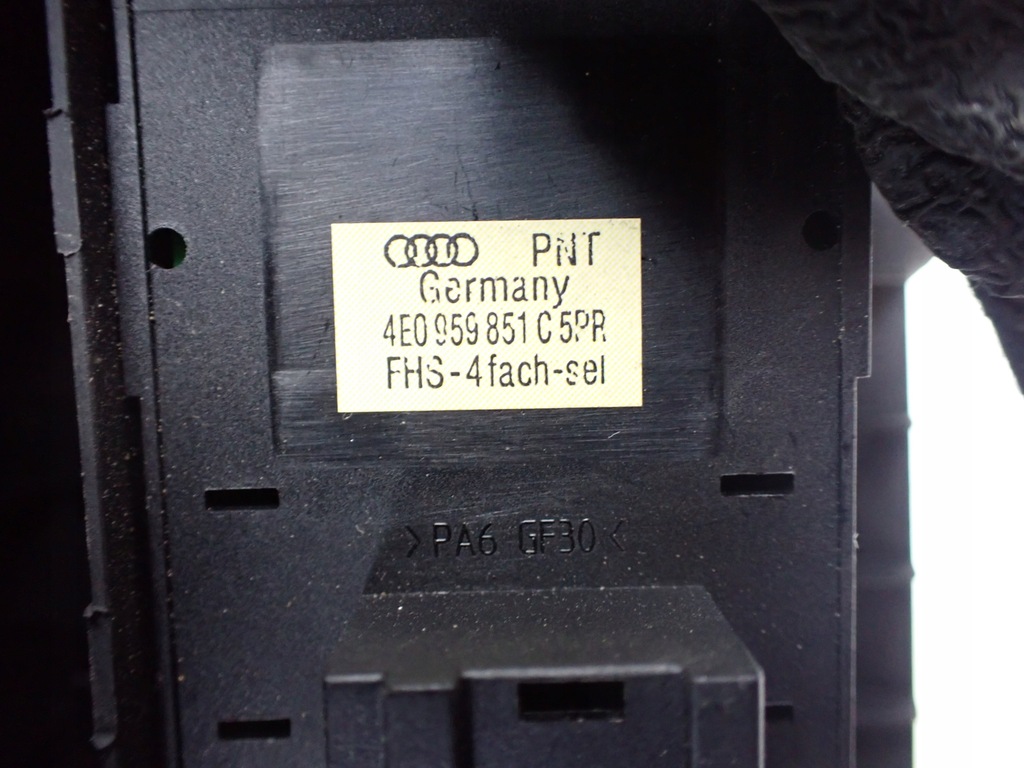 PNT
Germany
4E0 959 851 C 5PR
FHS-4fach-sel
>PA6 GF30<